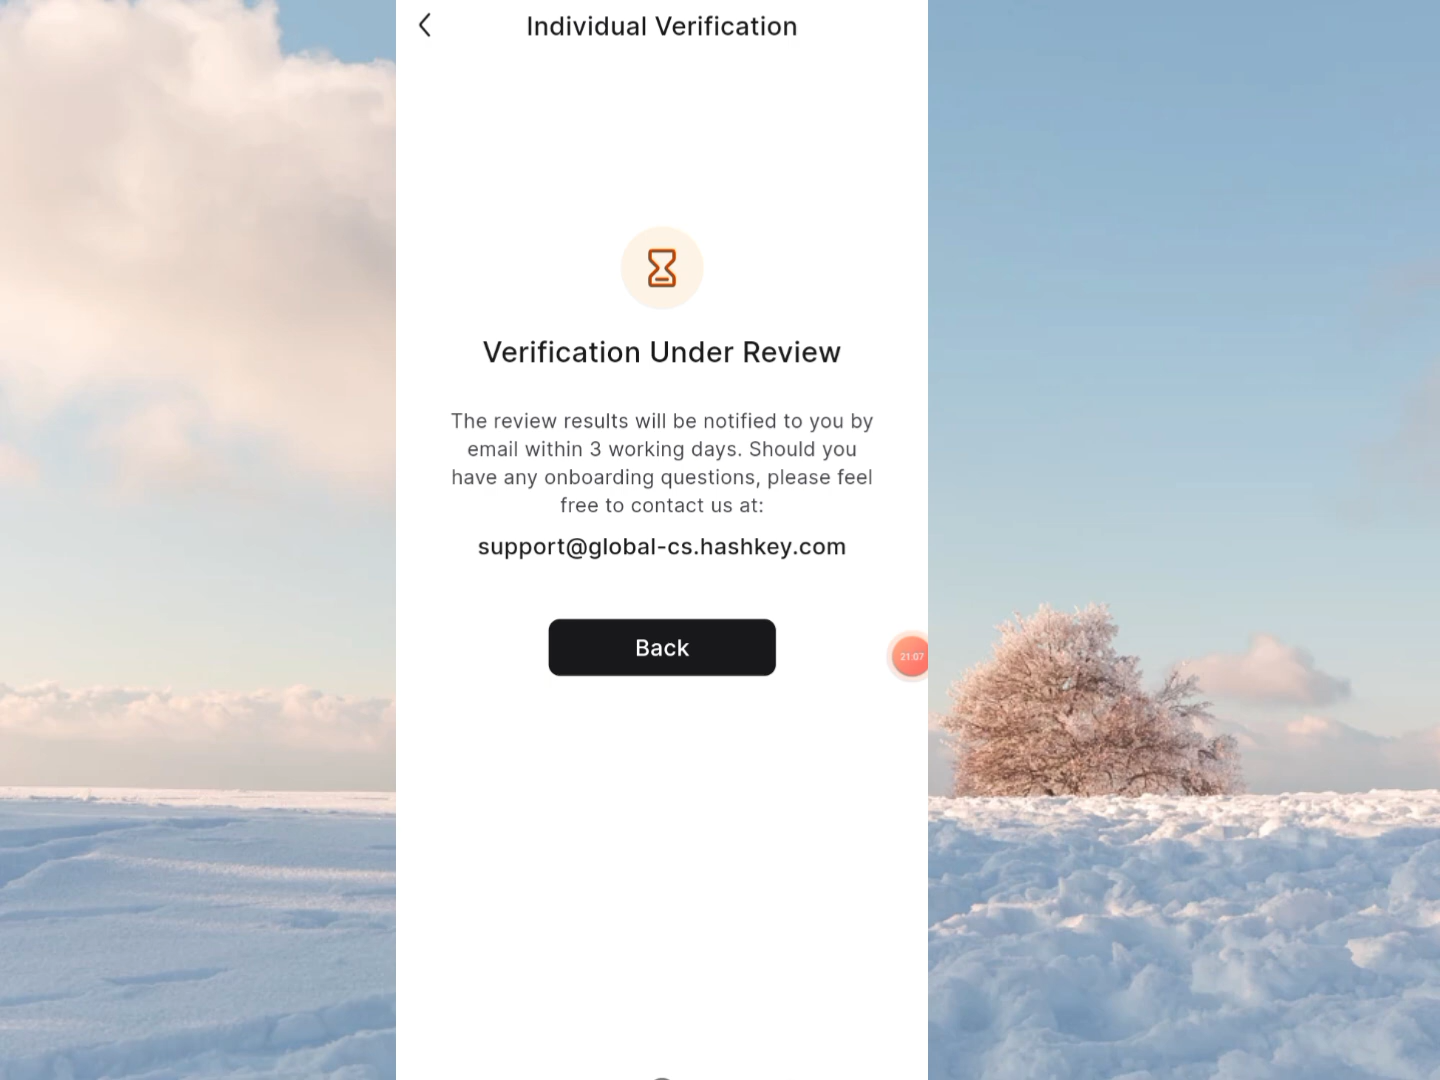 Individual Verification
Verification Under Review
The review results will be notified to you by
email within 3 working days. Should you
have any onboarding questions, please feel
free to contact us at:
support@global-cs.hashkey.com
Back
21:07